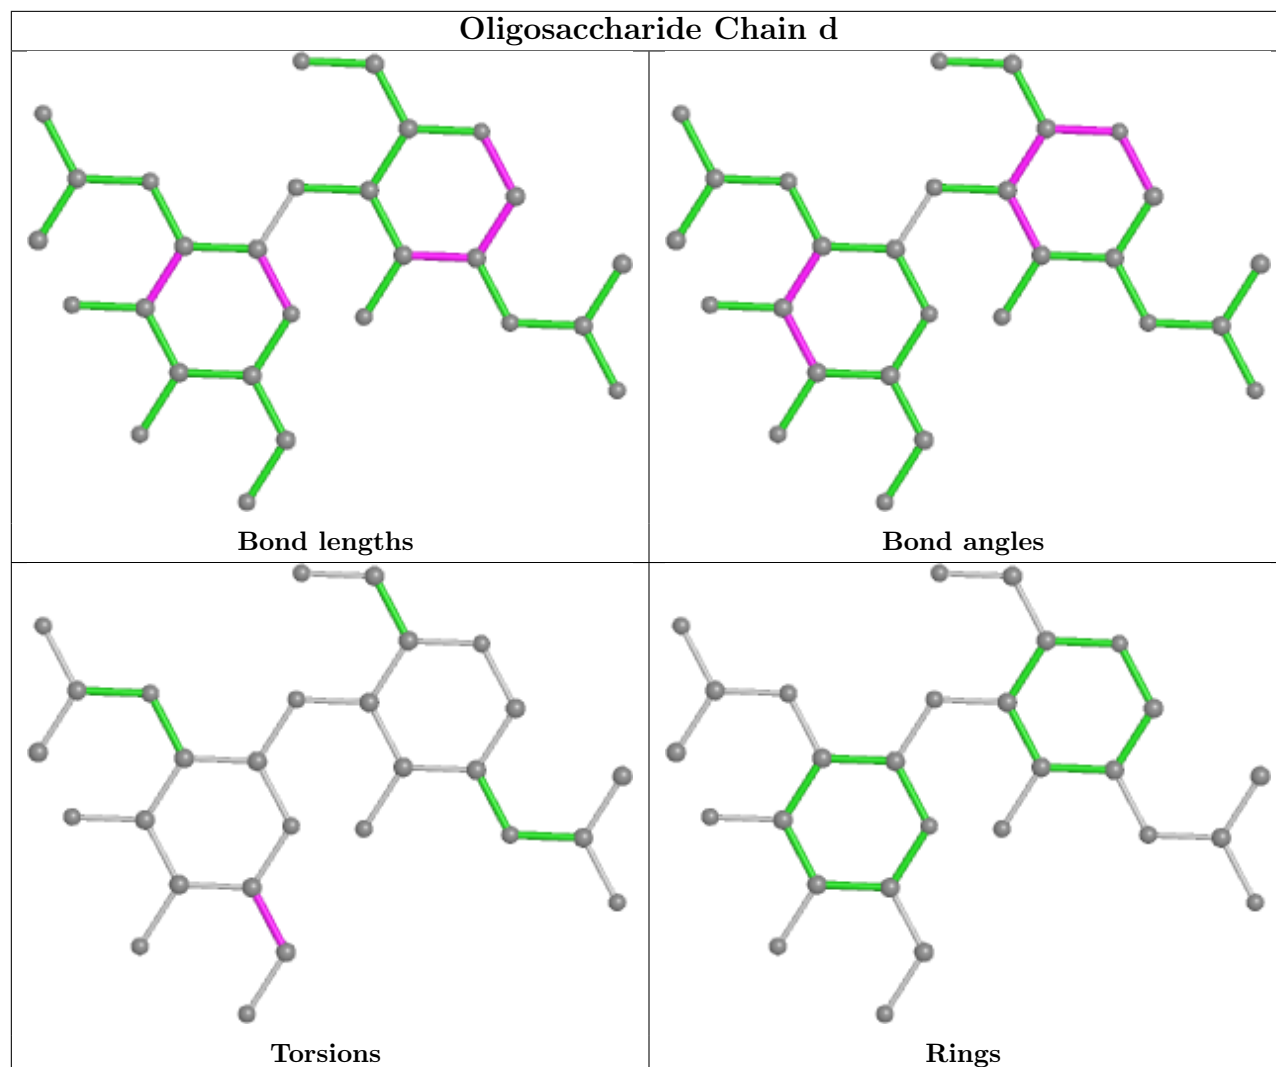 Oligosaccharide Chain d
Bond lengths
Bond angles
Torsions
Rings